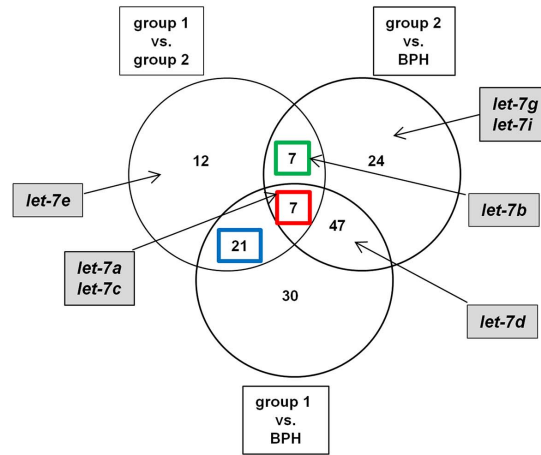 group 1
vs.
group 2
group 2
vs.
BPH
let-7g
let-7i
12
7
24
let-7e
let-7b
7
47
21
let-7a
let-7c
30
let-7d
group 1
vs.
BPH